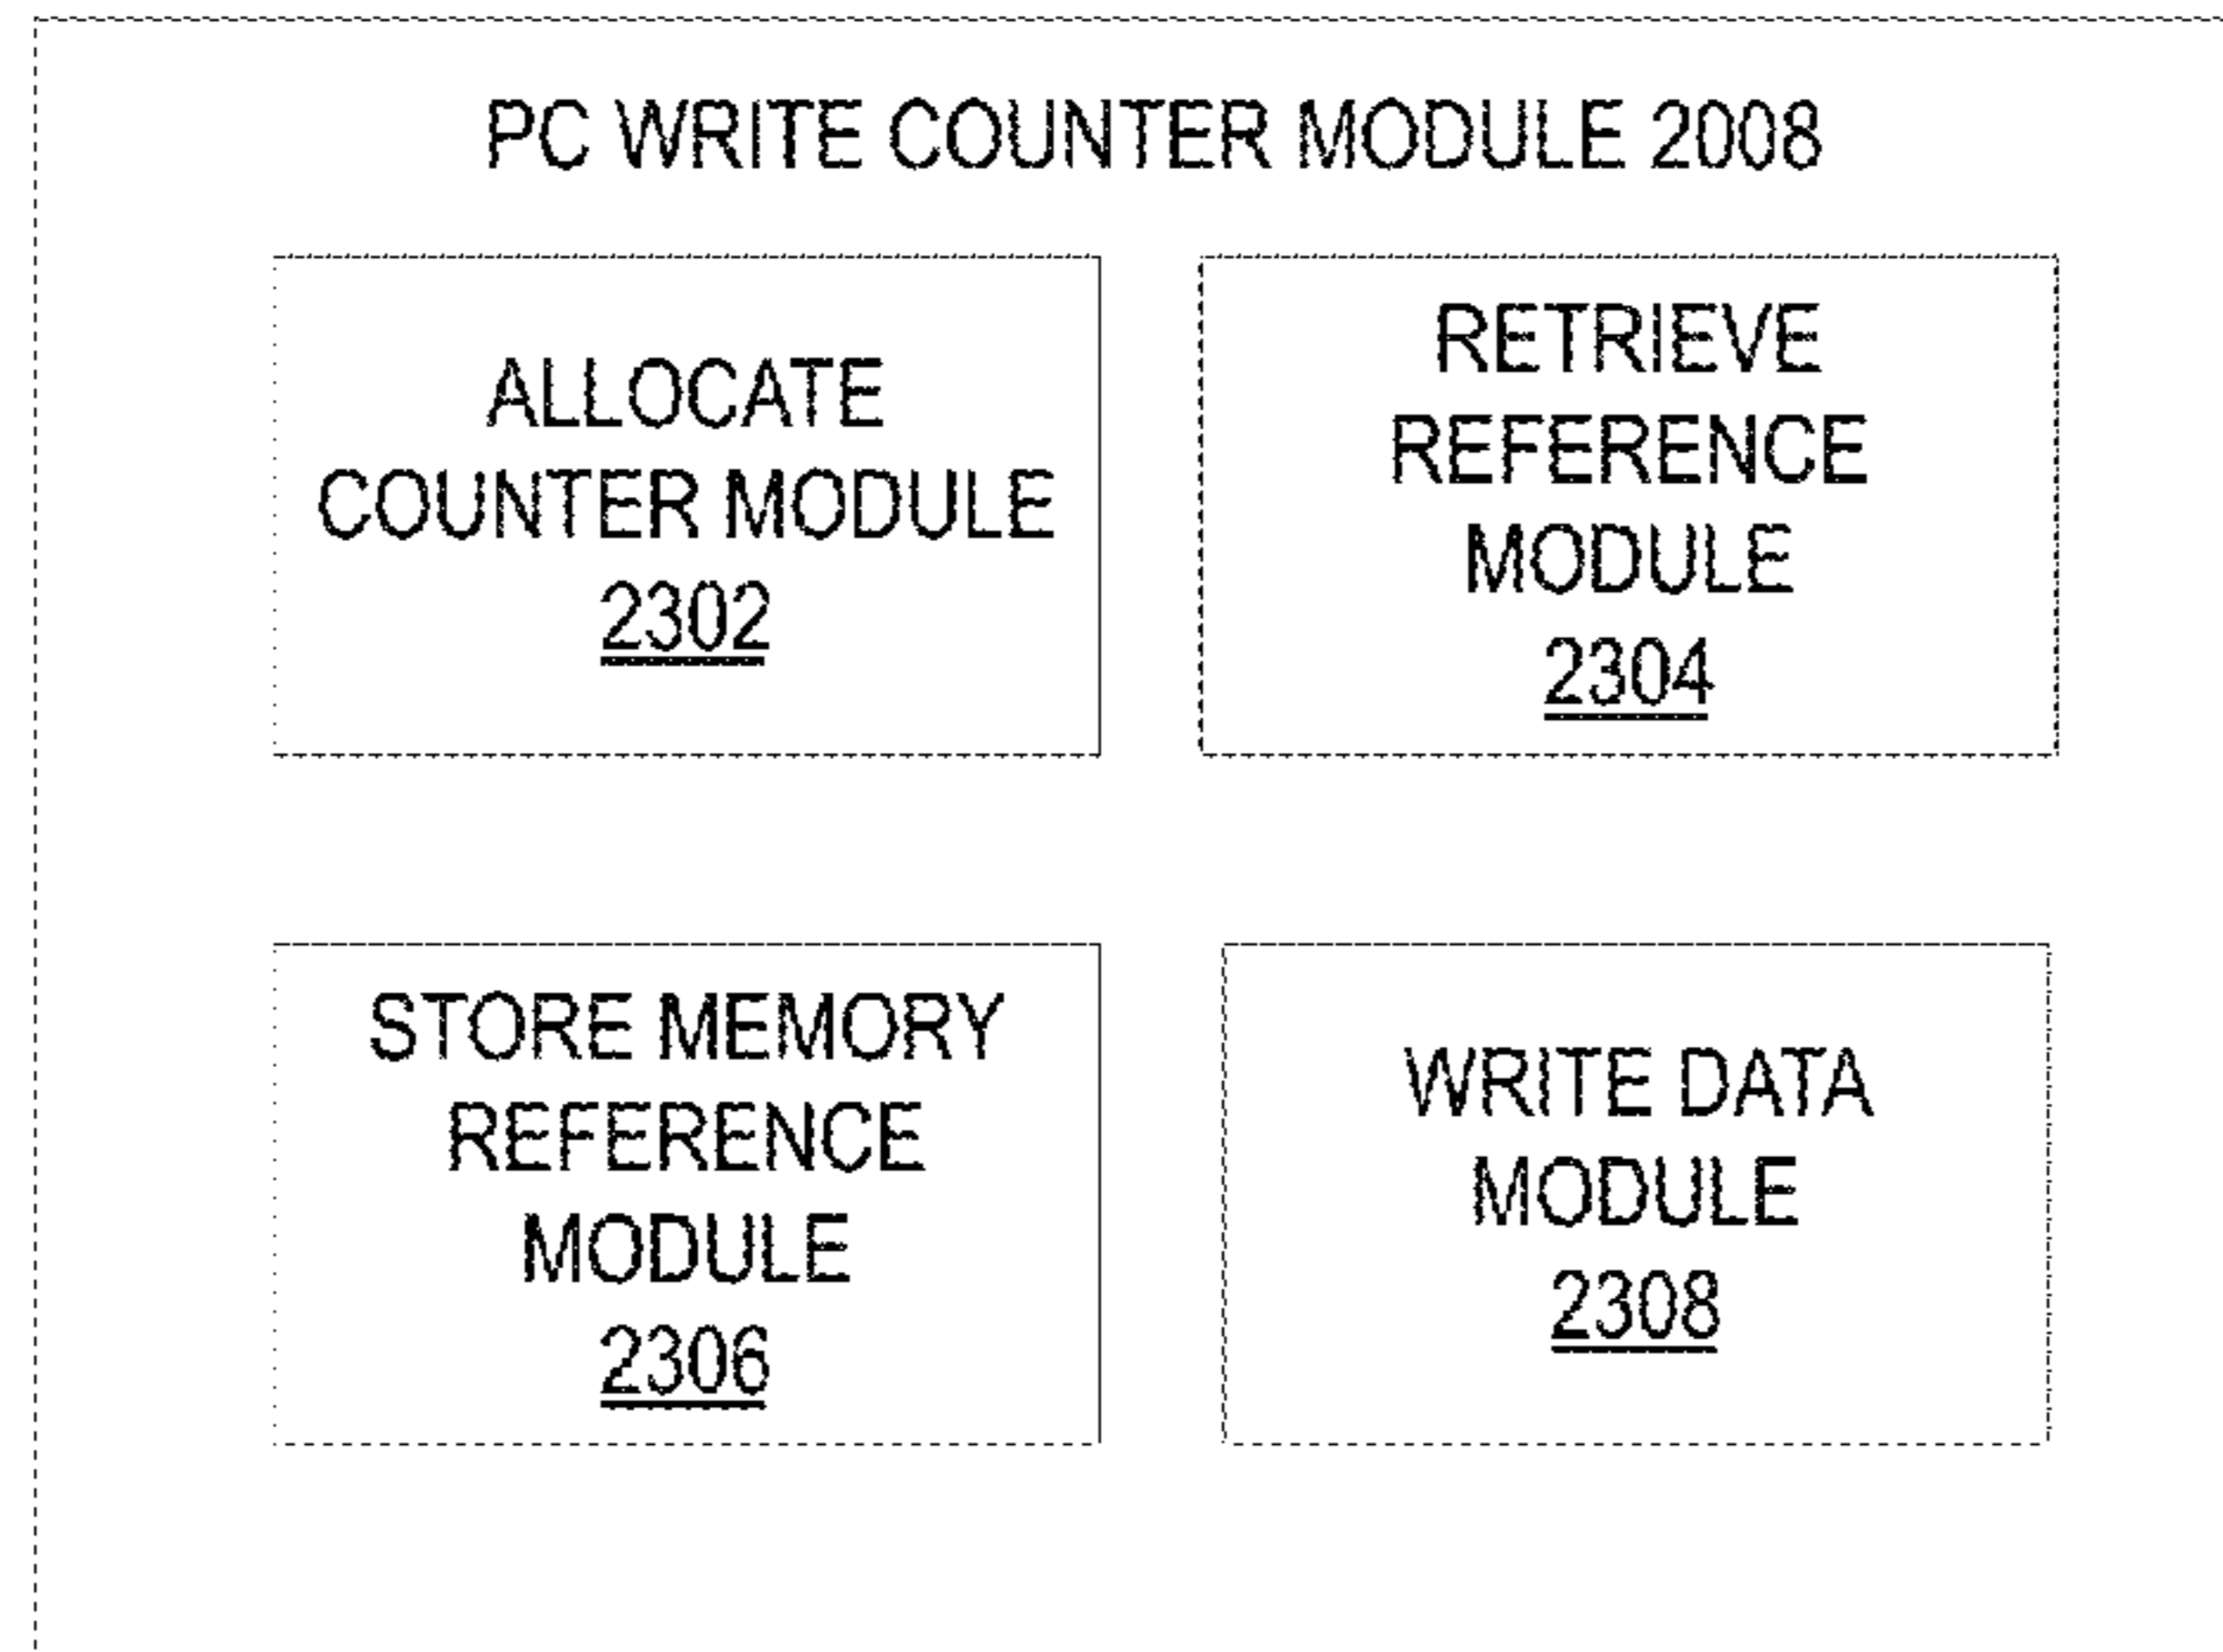 PC WRITE COUNTER MODULE 2008
ALLOCATE
COUNTER MODULE
2302
RETRIEVE
REFERENCE
MODULE
2304
STORE MEMORY
REFERENCE
MODULE
2306
WRITE DATA
MODULE
2308